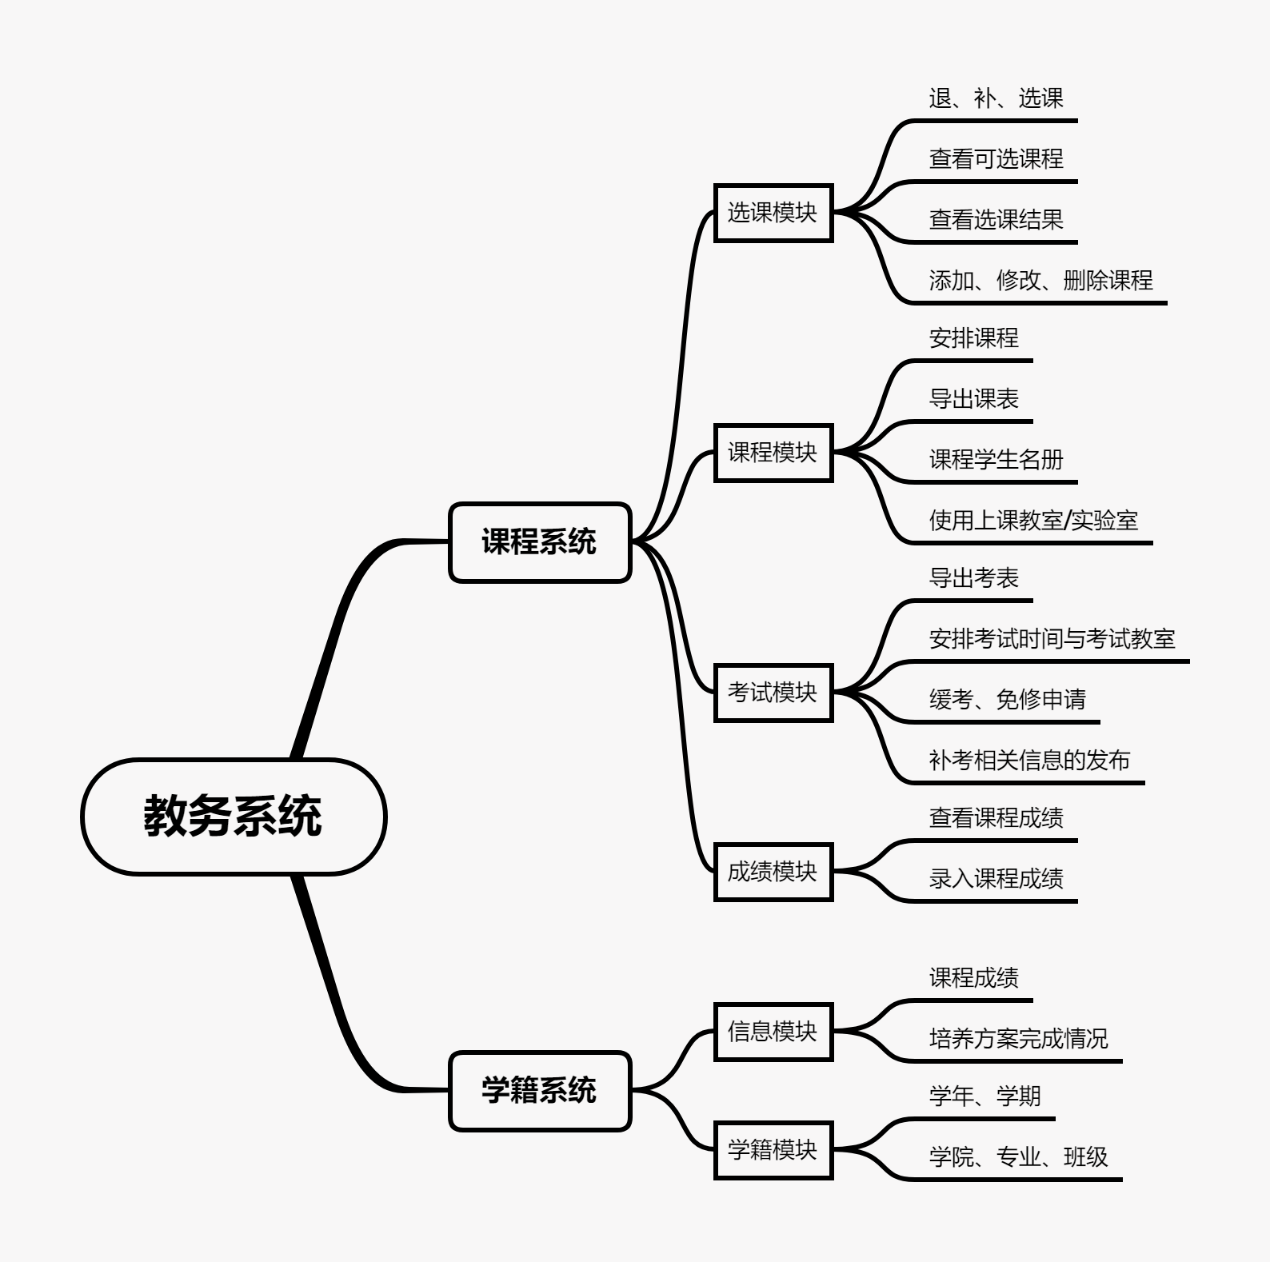 教务系统
课程系统
选课模块
退、补、选课
查看可选课程
查看选课结果
添加、修改、删除课程
课程模块
安排课程
导出课表
课程学生名册
使用上课教室/实验室
考试模块
导出考表
安排考试时间与考试教室
缓考、免修申请
补考相关信息的发布
成绩模块
查看课程成绩
录入课程成绩
学籍系统
信息模块
课程成绩
培养方案完成情况
学籍模块
学年、学期
学院、专业、班级